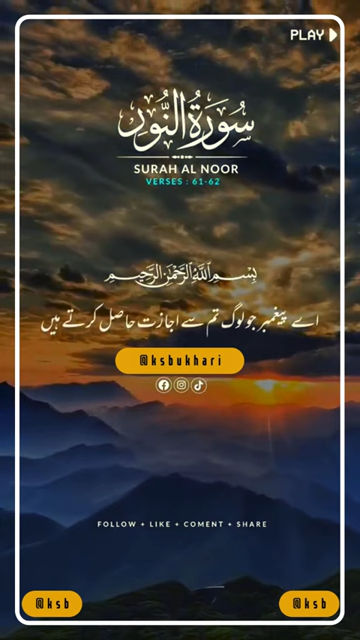 PLAY
سُورَةُ النُّور
SURAH AL NOOR
VERSES : 61-62
بِسْمِ اللَّهِ الرَّحْمَٰنِ الرَّحِيمِ
اے پیغمبر جو لوگ تم سے اجازت حاصل کرتے ہیں
@ksbukhari
FOLLOW + LIKE + COMENT + SHARE
@ksb
@ksb